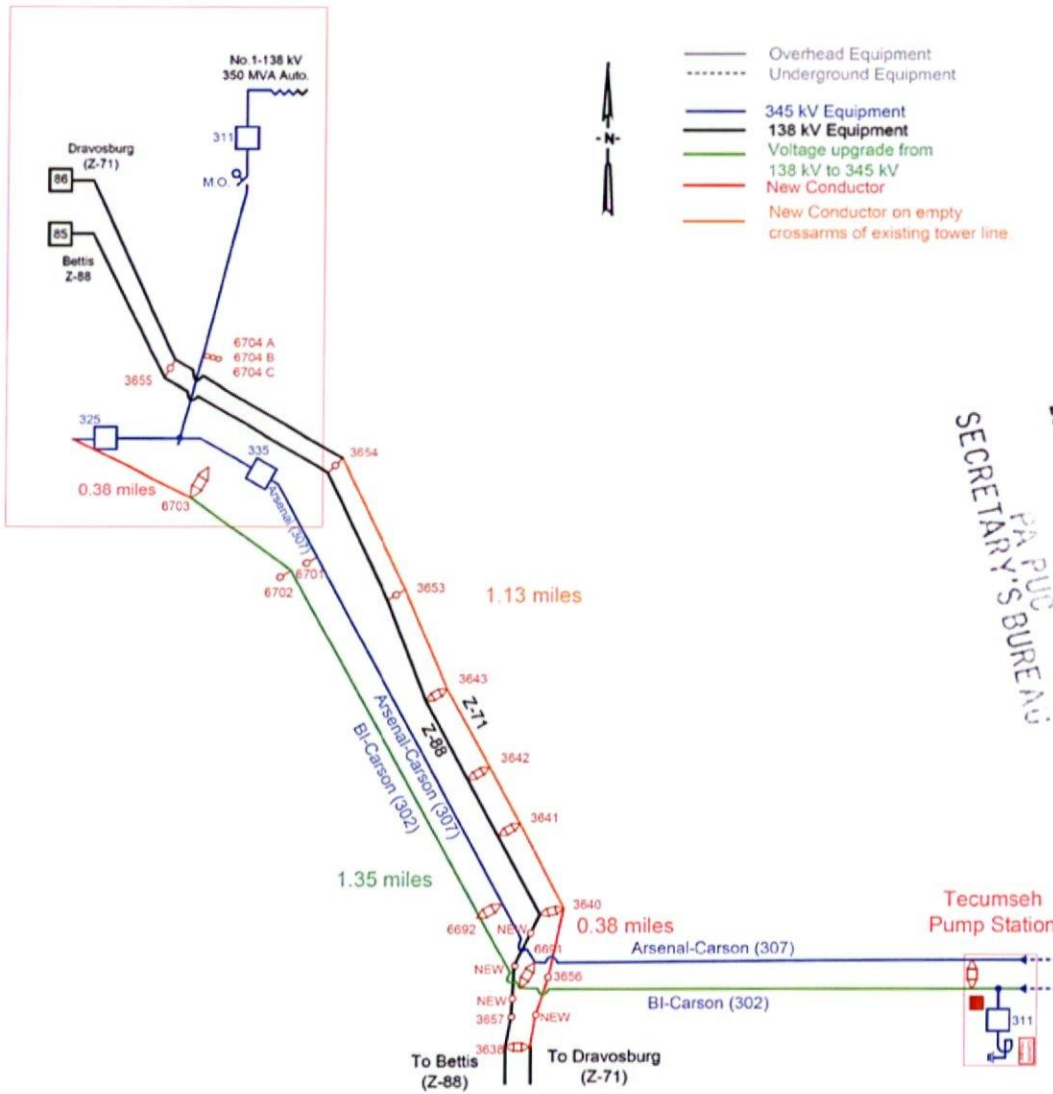 No.1-138 kV
350 MVA Auto.
311
M.O.
Dravosburg
(Z-71)
86
85
Bettis
Z-88
Overhead Equipment
Underground Equipment
345 kV Equipment
138 kV Equipment
Voltage upgrade from
138 kV to 345 kV
New Conductor
New Conductor on empty
crossarms of existing tower line.
N
6704 A
6704 B
6704 C
3655
325
335
3654
0.38 miles
6703
Arsenal (307)
6701
6702
3653
1.13 miles
3643
Z-71
Z-88
3642
Arsenal-Carson (307)
BI-Carson (302)
3641
1.35 miles
3640
0.38 miles
6692
NEW
6691
NEW
3656
NEW
3657
NEW
3638
To Bettis
(Z-88)
To Dravosburg
(Z-71)
Arsenal-Carson (307)
BI-Carson (302)
Tecumseh
Pump Station
311
PA PUC
SECRETARY'S BUREAU